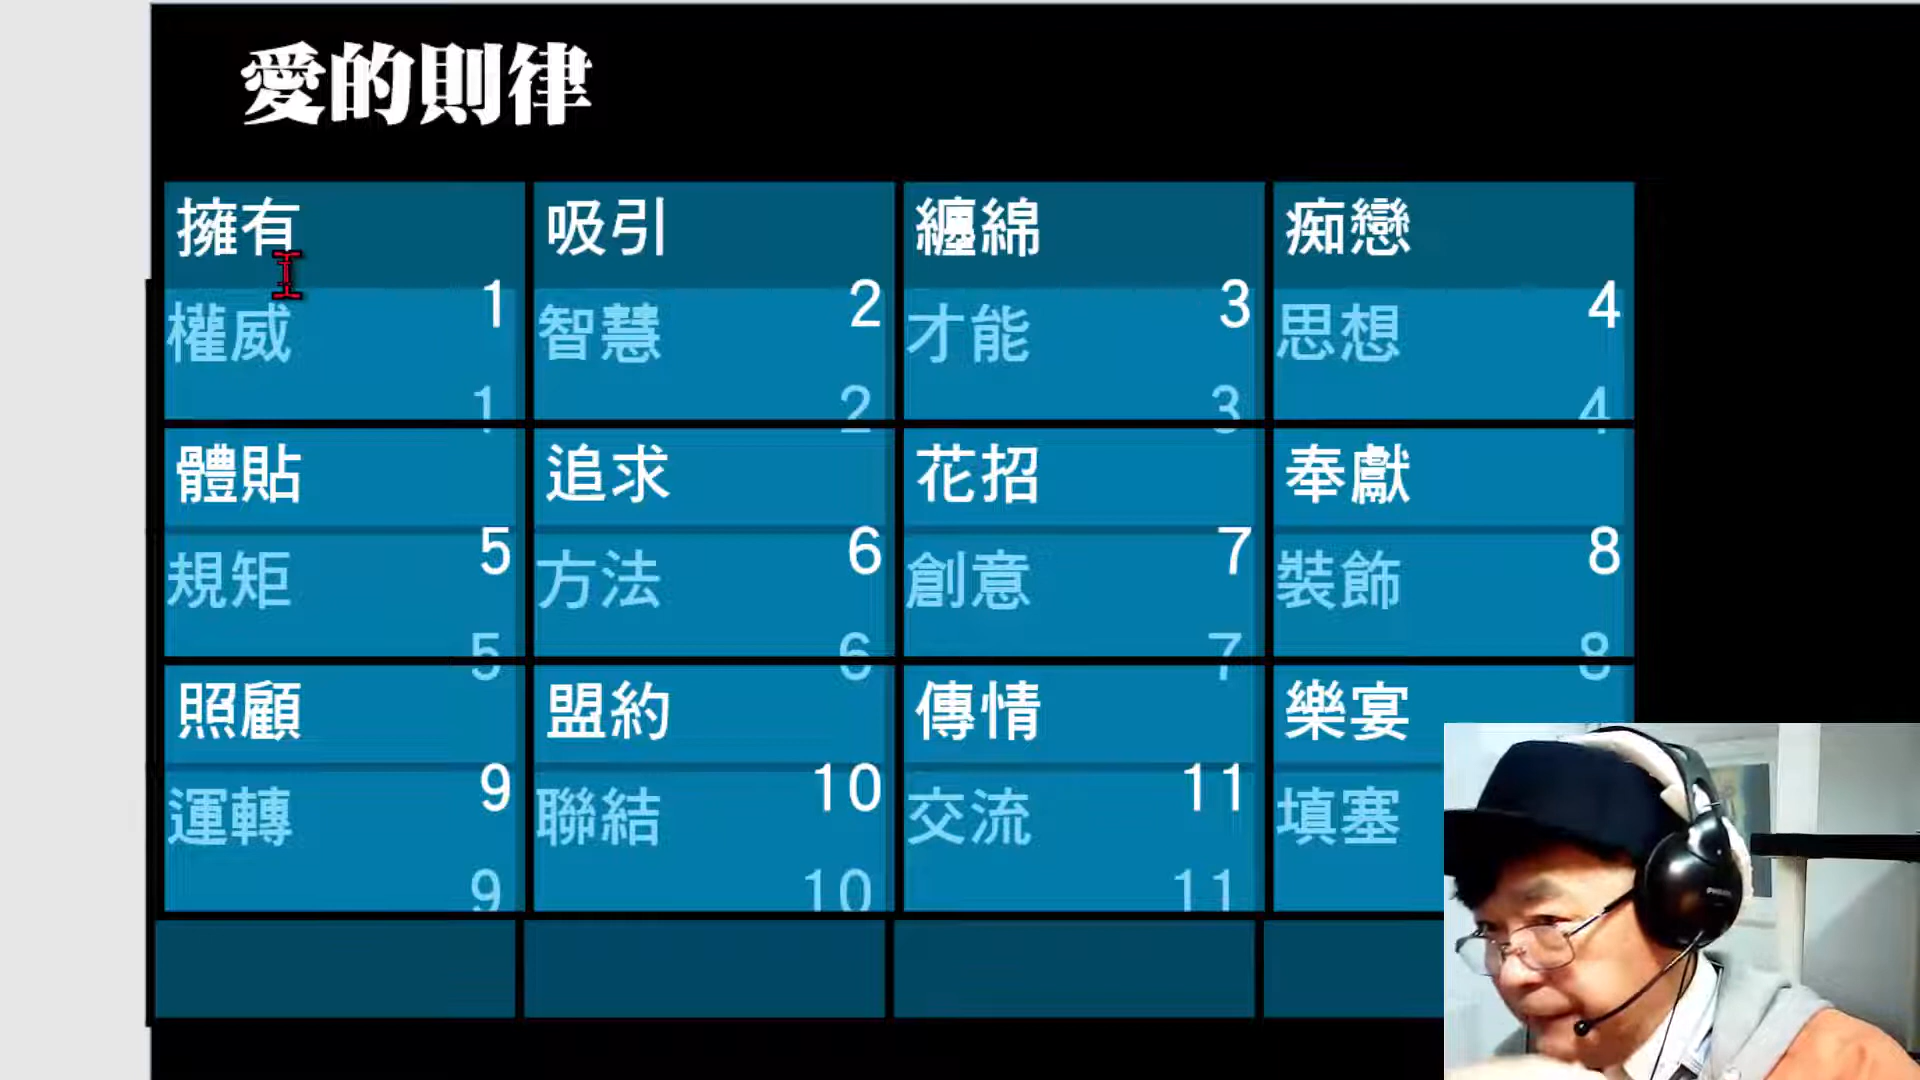 愛的則律
擁有 吸引 纏綿 痴戀
1 2 3 4
權威 智慧 才能 思想
1 2 3 4
體貼 追求 花招 奉獻
5 6 7 8
規矩 方法 創意 裝飾
5 6 7 8
照顧 盟約 傳情 樂宴
9 10 11
運轉 聯結 交流 填塞
9 10 11